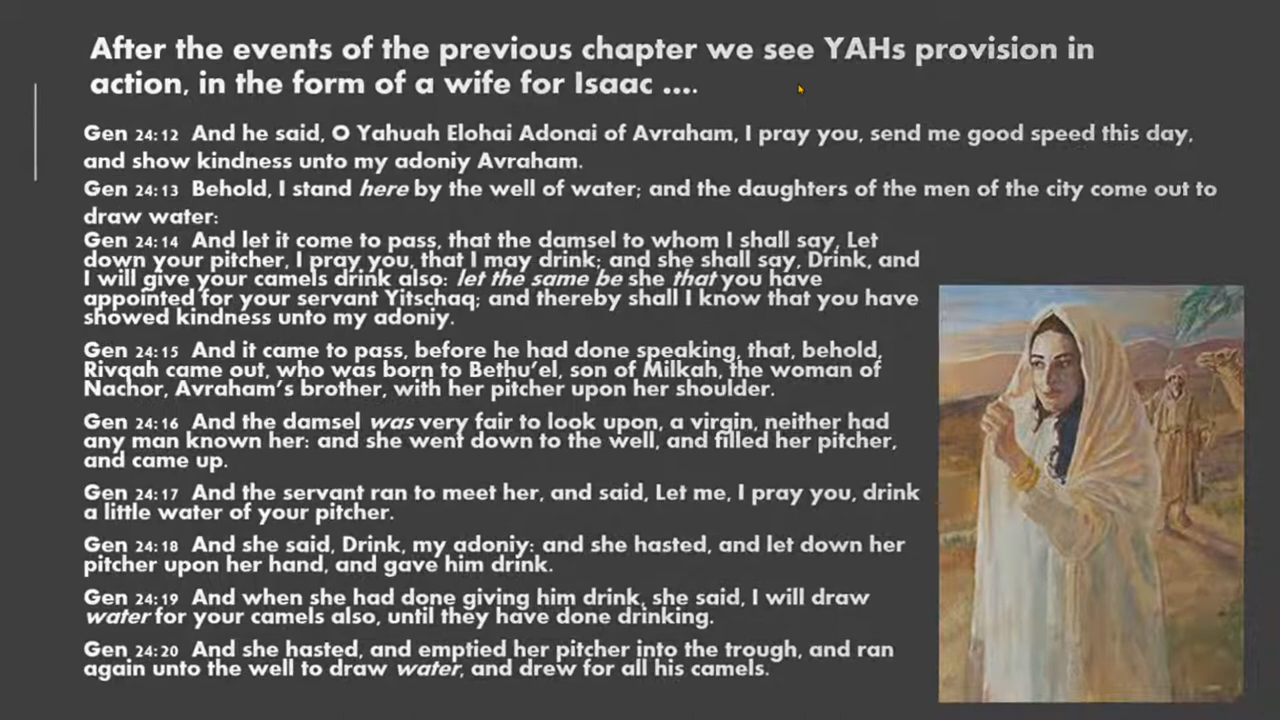 After the events of the previous chapter we see YAHs provision in
action, in the form of a wife for Isaac ....
Gen 24:12 And he said, O Yahuah Elohai Adonai of Avraham, I pray you, send me good speed this day,
and show kindness unto my adoniy Avraham.
Gen 24:13 Behold, I stand here by the well of water; and the daughters of the men of the city come out to
draw water:
Gen 24:14 And let it come to pass, that the damsel to whom I shall say, Let
down your pitcher, I pray you, that I may drink; and she shall say, Drink, and
I will give your camels drink also: let the same be she that you have
appointed for your servant Yitschaq; and thereby shall I know that you have
showed kindness unto my adoniy.
Gen 24:15 And it came to pass, before he had done speaking, that, behold,
Rivqah came out, who was born to Bethu'el, son of Milkah, the woman of
Nachor, Avraham's brother, with her pitcher upon her shoulder.
Gen 24:16 And the damsel was very fair to look upon, a virgin, neither had
any man known her: and she went down to the well, and filled her pitcher,
and came up.
Gen 24:17 And the servant ran to meet her, and said, Let me, I pray you, drink
a little water of your pitcher.
Gen 24:18 And she said, Drink, my adoniy: and she hasted, and let down her
pitcher upon her hand, and gave him drink.
Gen 24:19 And when she had done giving him drink, she said, I will draw
water for your camels also, until they have done drinking.
Gen 24:20 And she hasted, and emptied her pitcher into the trough, and ran
again unto the well to draw water, and drew for all his camels.